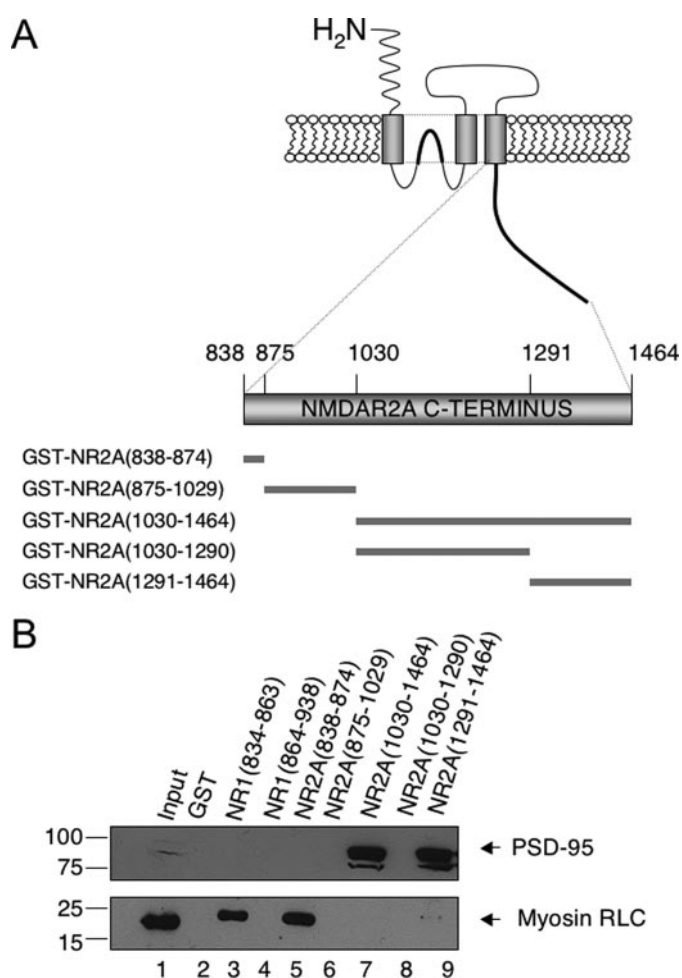 A
H₂N
838 875 1030 1291 1464
NMDAR2A C-TERMINUS
GST-NR2A(838-874)
GST-NR2A(875-1029)
GST-NR2A(1030-1464)
GST-NR2A(1030-1290)
GST-NR2A(1291-1464)
B
Input
GST
NR1(834-863)
NR1(864-938)
NR2A(838-874)
NR2A(875-1029)
NR2A(1030-1464)
NR2A(1030-1290)
NR2A(1291-1464)
100
75
PSD-95
25
15
Myosin RLC
1 2 3 4 5 6 7 8 9